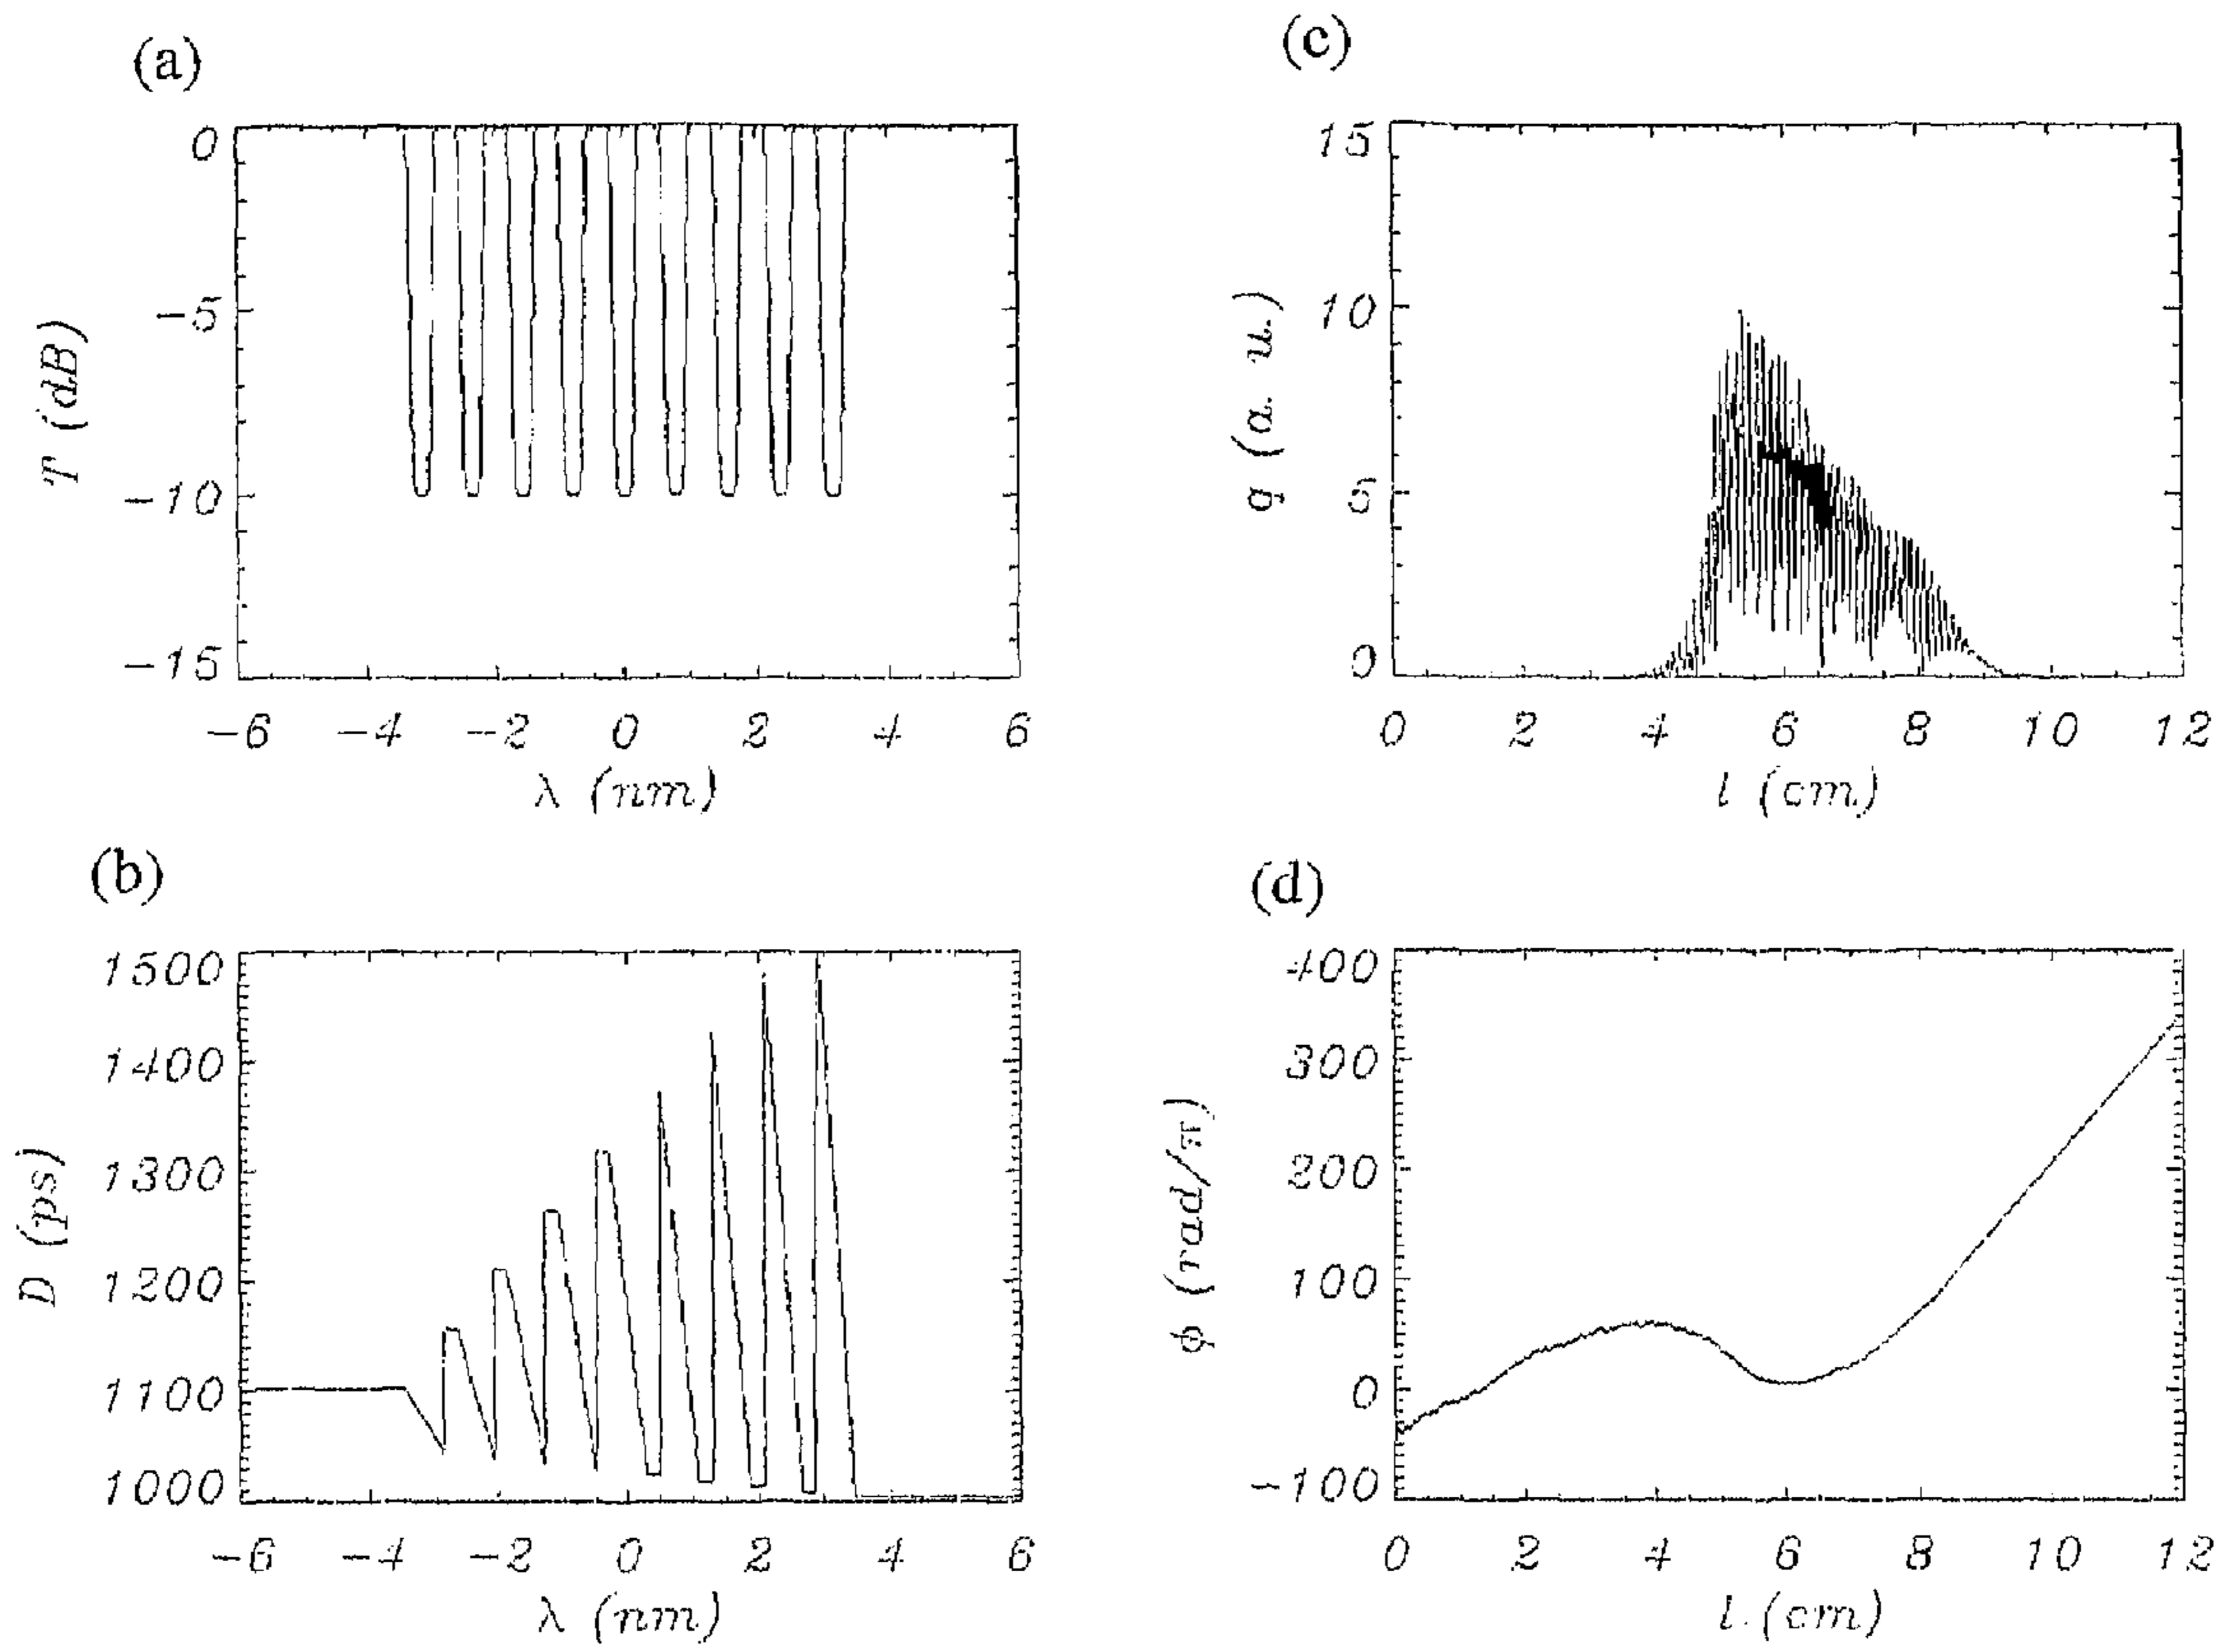 (a)
0
-5
-10
-15
T (dB)
-6 -4 -2 0 2 4 6
λ (nm)
(b)
1500
1400
1300
1200
1100
1000
D (ps)
-6 -4 -2 0 2 4 6
λ (nm)
(c)
15
10
5
0
q (a. u.)
0 2 4 6 8 10 12
l (cm)
(d)
400
300
200
100
0
-100
ϕ (rad/π)
0 2 4 6 8 10 12
l (cm)